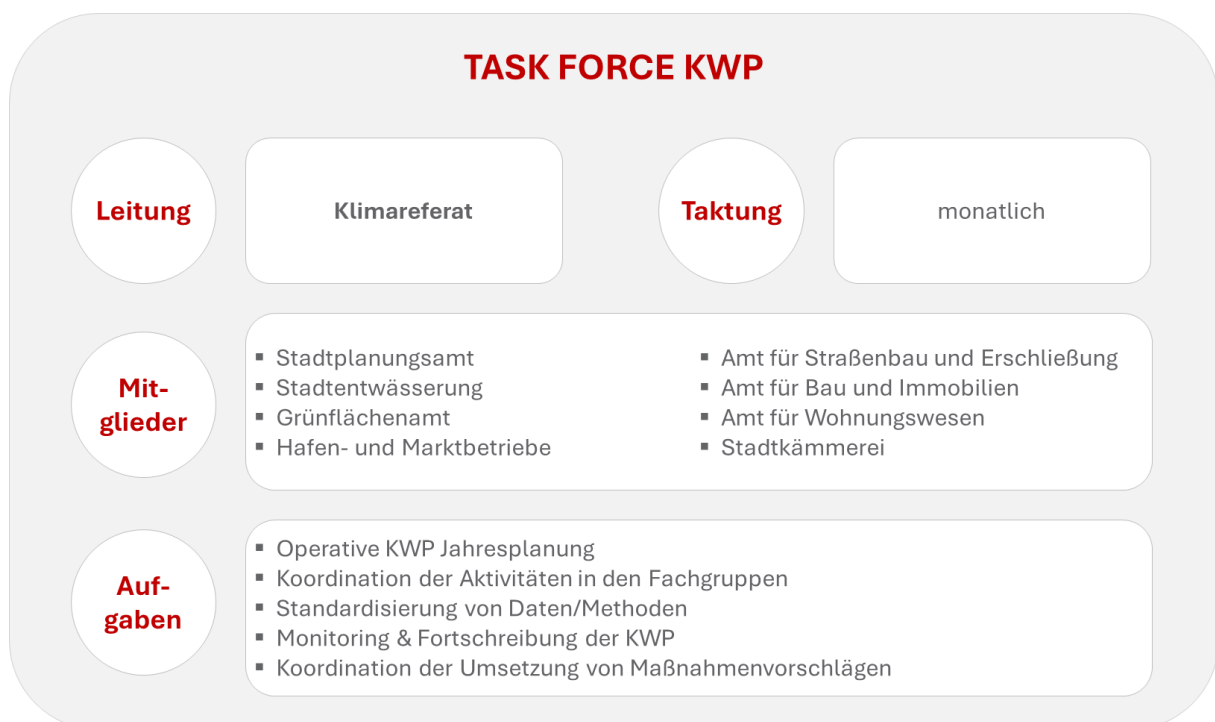 TASK FORCE KWP
Leitung
Klimareferat
Taktung
monatlich
Mit-
glieder
▪ Stadtplanungsamt
▪ Stadtentwässerung
▪ Grünflächenamt
▪ Hafen- und Marktbetriebe
▪ Amt für Straßenbau und Erschließung
▪ Amt für Bau und Immobilien
▪ Amt für Wohnungswesen
▪ Stadtkämmerei
Auf-
gaben
▪ Operative KWP Jahresplanung
▪ Koordination der Aktivitäten in den Fachgruppen
▪ Standardisierung von Daten/Methoden
▪ Monitoring & Fortschreibung der KWP
▪ Koordination der Umsetzung von Maßnahmenvorschlägen